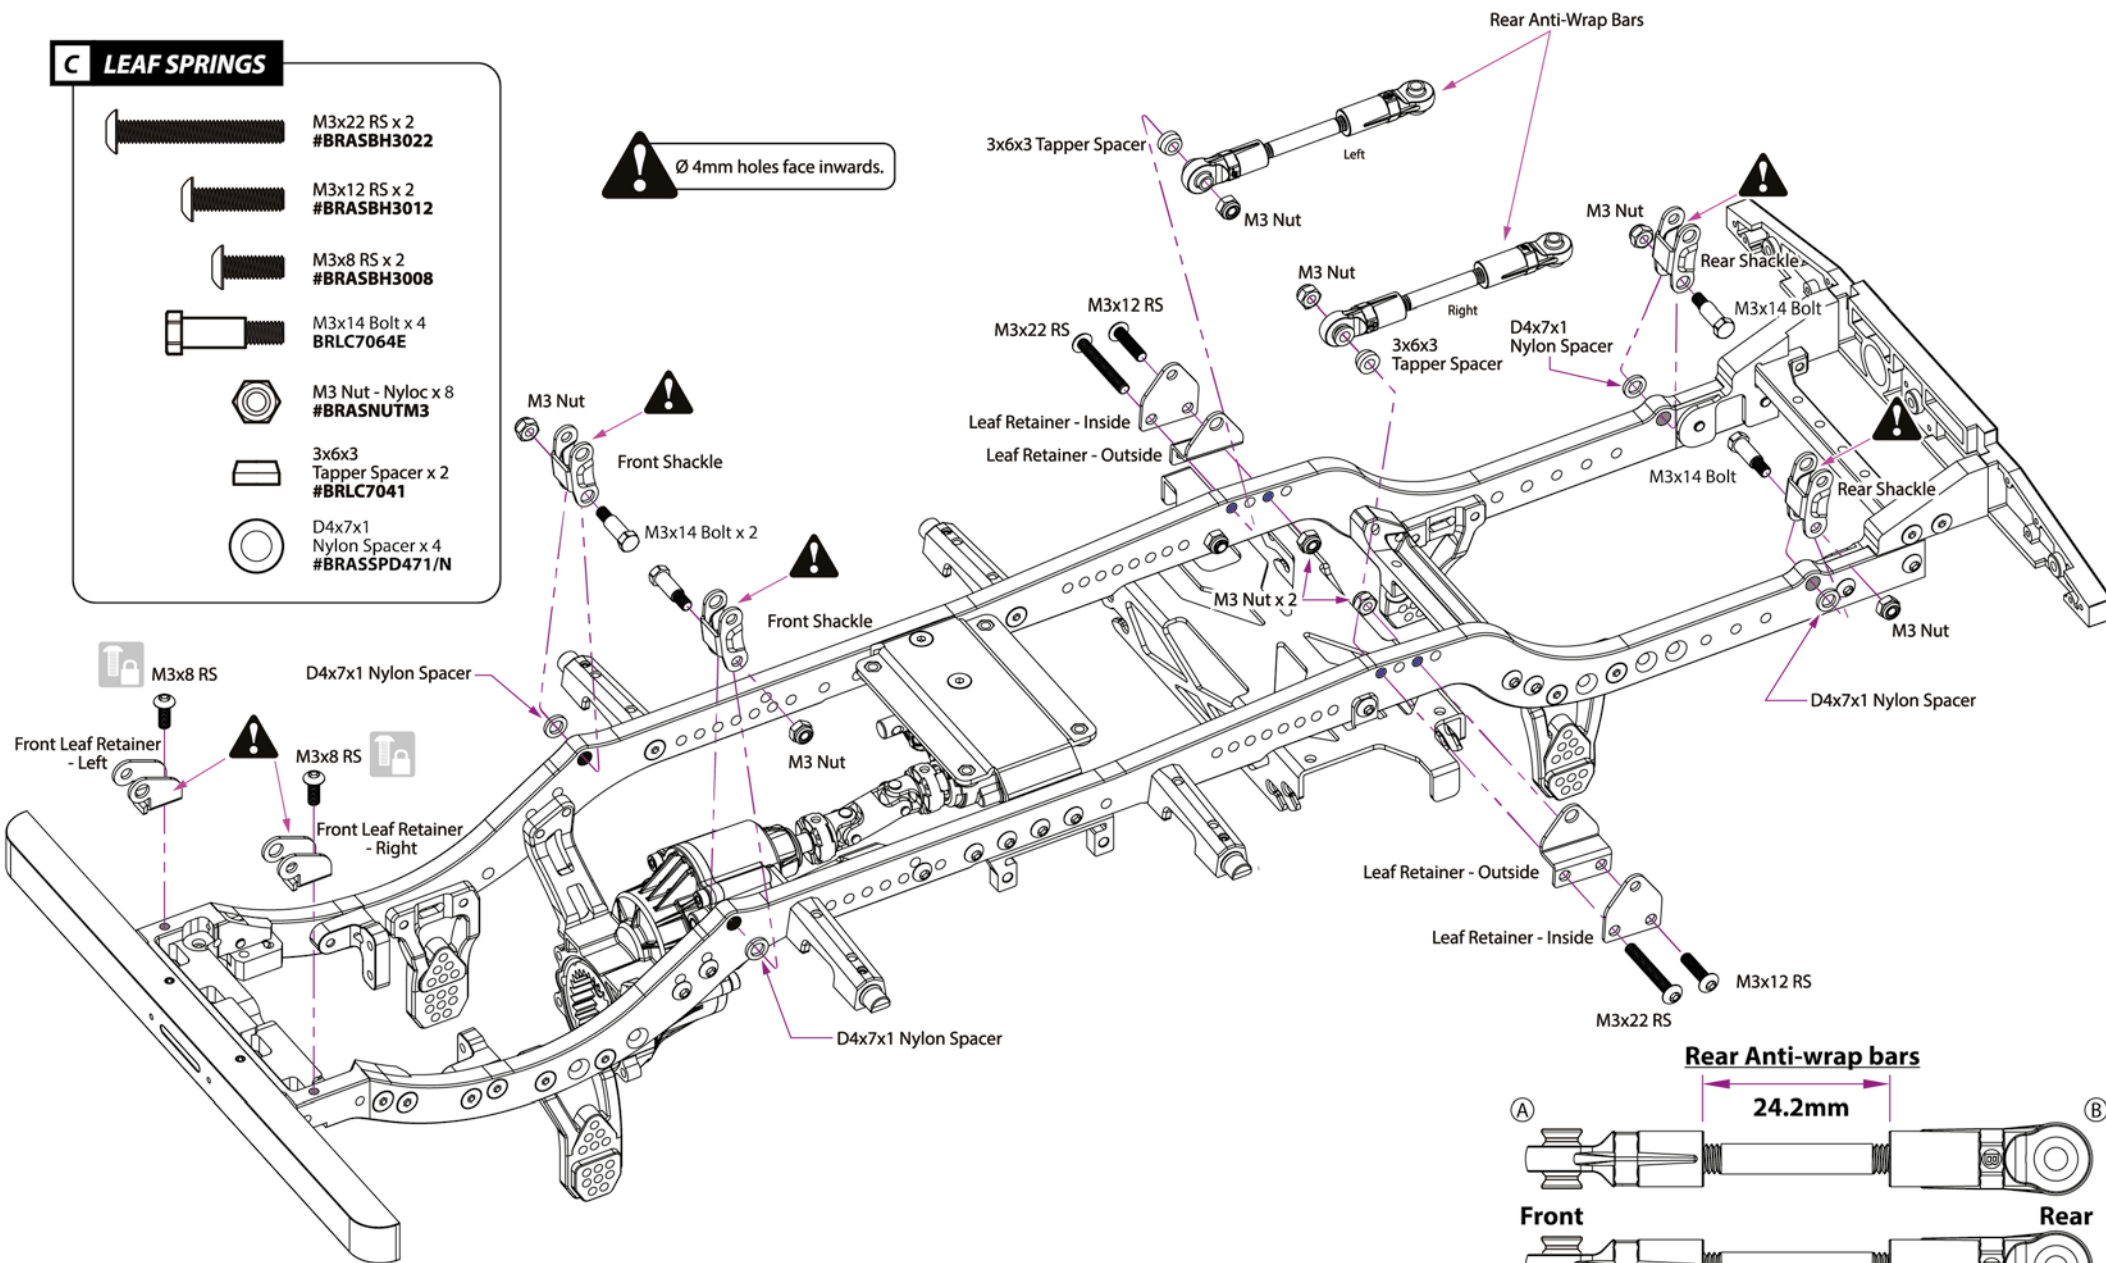 C LEAF SPRINGS
M3x22 RS x 2
#BRASBH3022
M3x12 RS x 2
#BRASBH3012
M3x8 RS x 2
#BRASBH3008
M3x14 Bolt x 4
BRLC7064E
M3 Nut - Nyloc x 8
#BRASNUTM3
3x6x3
Tapper Spacer x 2
#BRLC7041
D4x7x1
Nylon Spacer x 4
#BRASSPD471/N
! Ø 4mm holes face inwards.
Rear Anti-Wrap Bars
3x6x3 Tapper Spacer
Left
M3 Nut
M3 Nut
Right
3x6x3
Tapper Spacer
M3 Nut
!
Rear Shackle
M3x14 Bolt
D4x7x1
Nylon Spacer
M3x12 RS
M3x22 RS
Leaf Retainer - Inside
Leaf Retainer - Outside
M3 Nut
!
Front Shackle
M3x14 Bolt x 2
!
Front Shackle
M3 Nut
D4x7x1 Nylon Spacer
!
M3x14 Bolt
Rear Shackle
M3 Nut
D4x7x1 Nylon Spacer
M3 Nut x 2
M3x8 RS
Front Leaf Retainer
- Left
!
M3x8 RS
Front Leaf Retainer
- Right
D4x7x1 Nylon Spacer
Leaf Retainer - Outside
Leaf Retainer - Inside
M3x12 RS
M3x22 RS
Rear Anti-wrap bars
24.2mm
A
B
Front
Rear